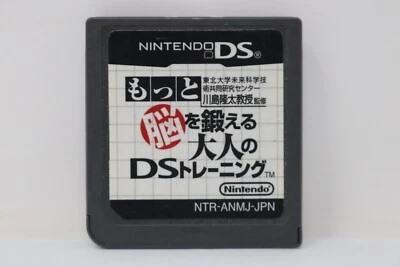 NINTENDO DS®
東北大学未来科学技
術共同研究センター
川島隆太教授監修
もっと
脳を鍛える
大人の
DSトレーニング™
Nintendo
NTR-ANMJ-JPN